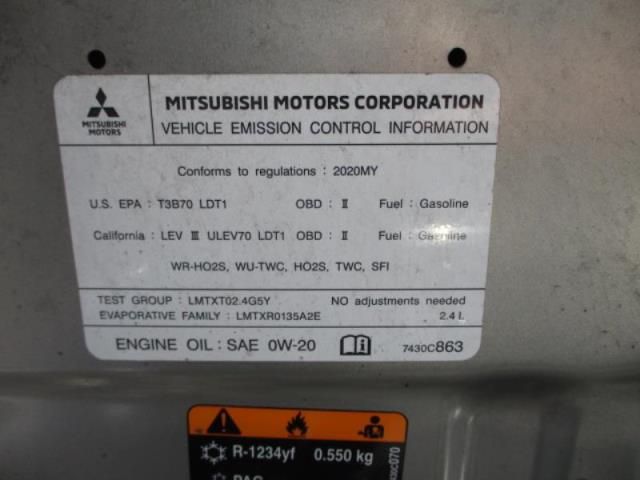 MITSUBISHI MOTORS
MITSUBISHI MOTORS CORPORATION
VEHICLE EMISSION CONTROL INFORMATION
Conforms to regulations : 2020MY
U.S. EPA : T3B70 LDT1 OBD : II Fuel : Gasoline
California : LEV III ULEV70 LDT1 OBD : II Fuel : Gasoline
WR-HO2S, WU-TWC, HO2S, TWC, SFI
TEST GROUP : LMTXT02.4G5Y NO adjustments needed
EVAPORATIVE FAMILY : LMTXR0135A2E 2.4 L
ENGINE OIL : SAE 0W-20 7430C863
R-1234yf 0.550 kg
PAG